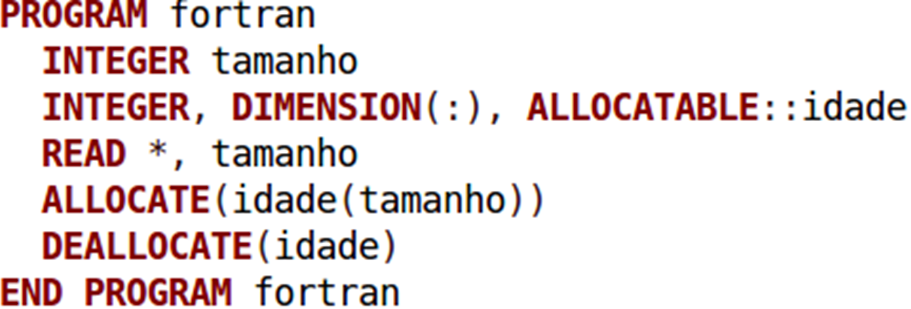 PROGRAM fortran
INTEGER tamanho
INTEGER, DIMENSION(:), ALLOCATABLE::idade
READ *, tamanho
ALLOCATE(idade(tamanho))
DEALLOCATE(idade)
END PROGRAM fortran